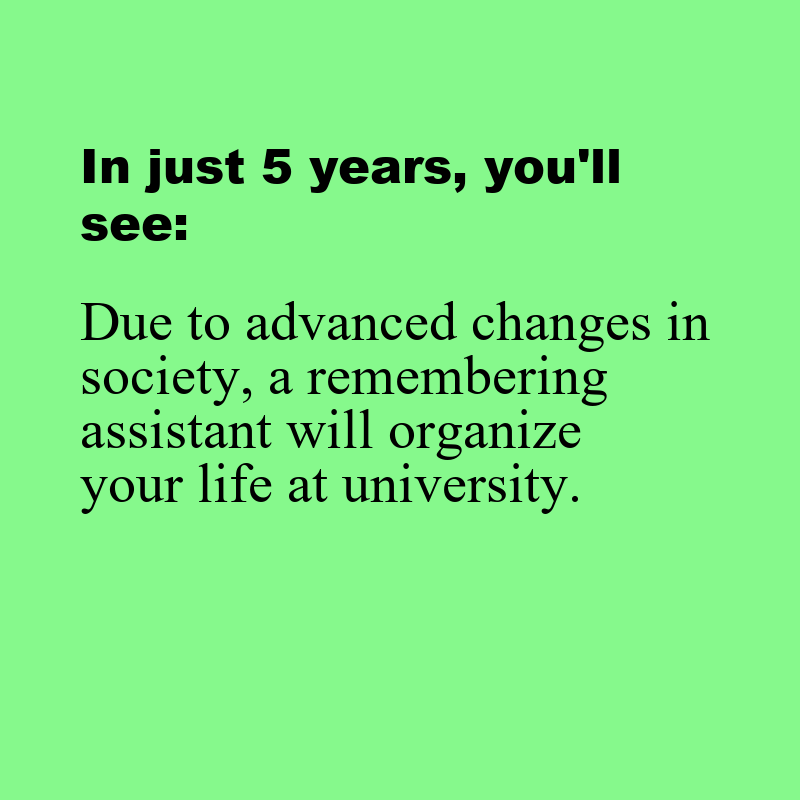 In just 5 years, you'll
see:
Due to advanced changes in
society, a remembering
assistant will organize
your life at university.